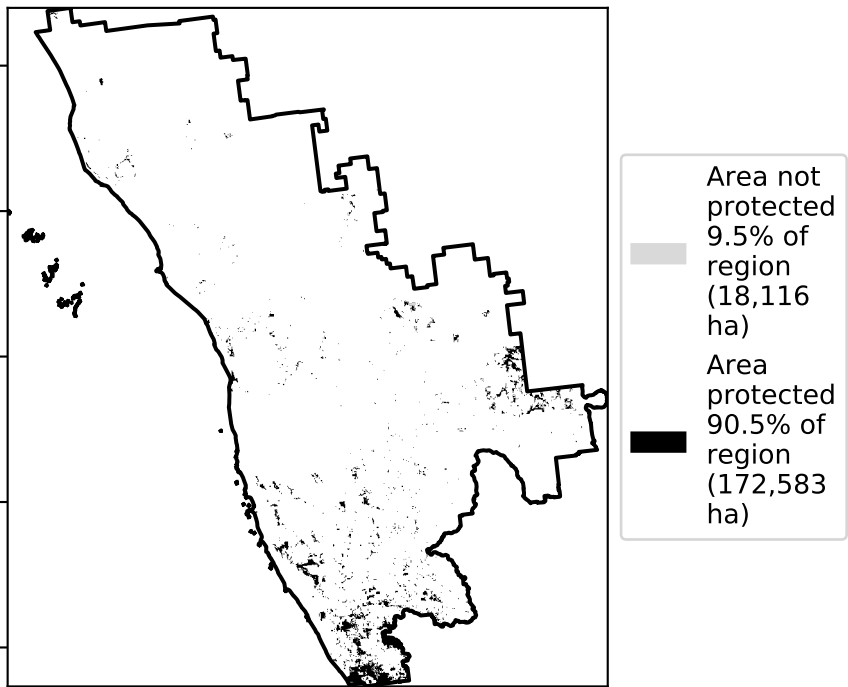 Area not
protected
9.5% of
region
(18,116
ha)
Area
protected
90.5% of
region
(172,583
ha)